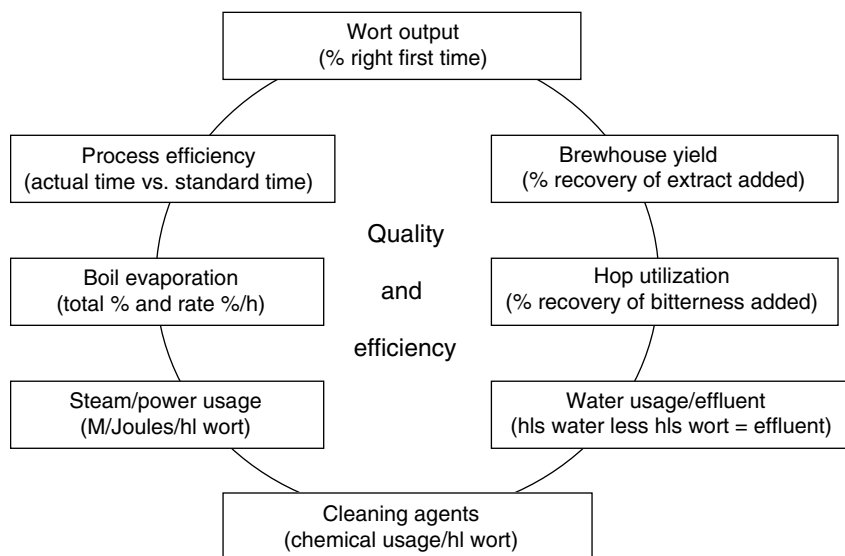 Wort output
(% right first time)
Process efficiency
(actual time vs. standard time)
Brewhouse yield
(% recovery of extract added)
Quality
and
efficiency
Boil evaporation
(total % and rate %/h)
Hop utilization
(% recovery of bitterness added)
Steam/power usage
(M/Joules/hl wort)
Water usage/effluent
(hls water less hls wort = effluent)
Cleaning agents
(chemical usage/hl wort)